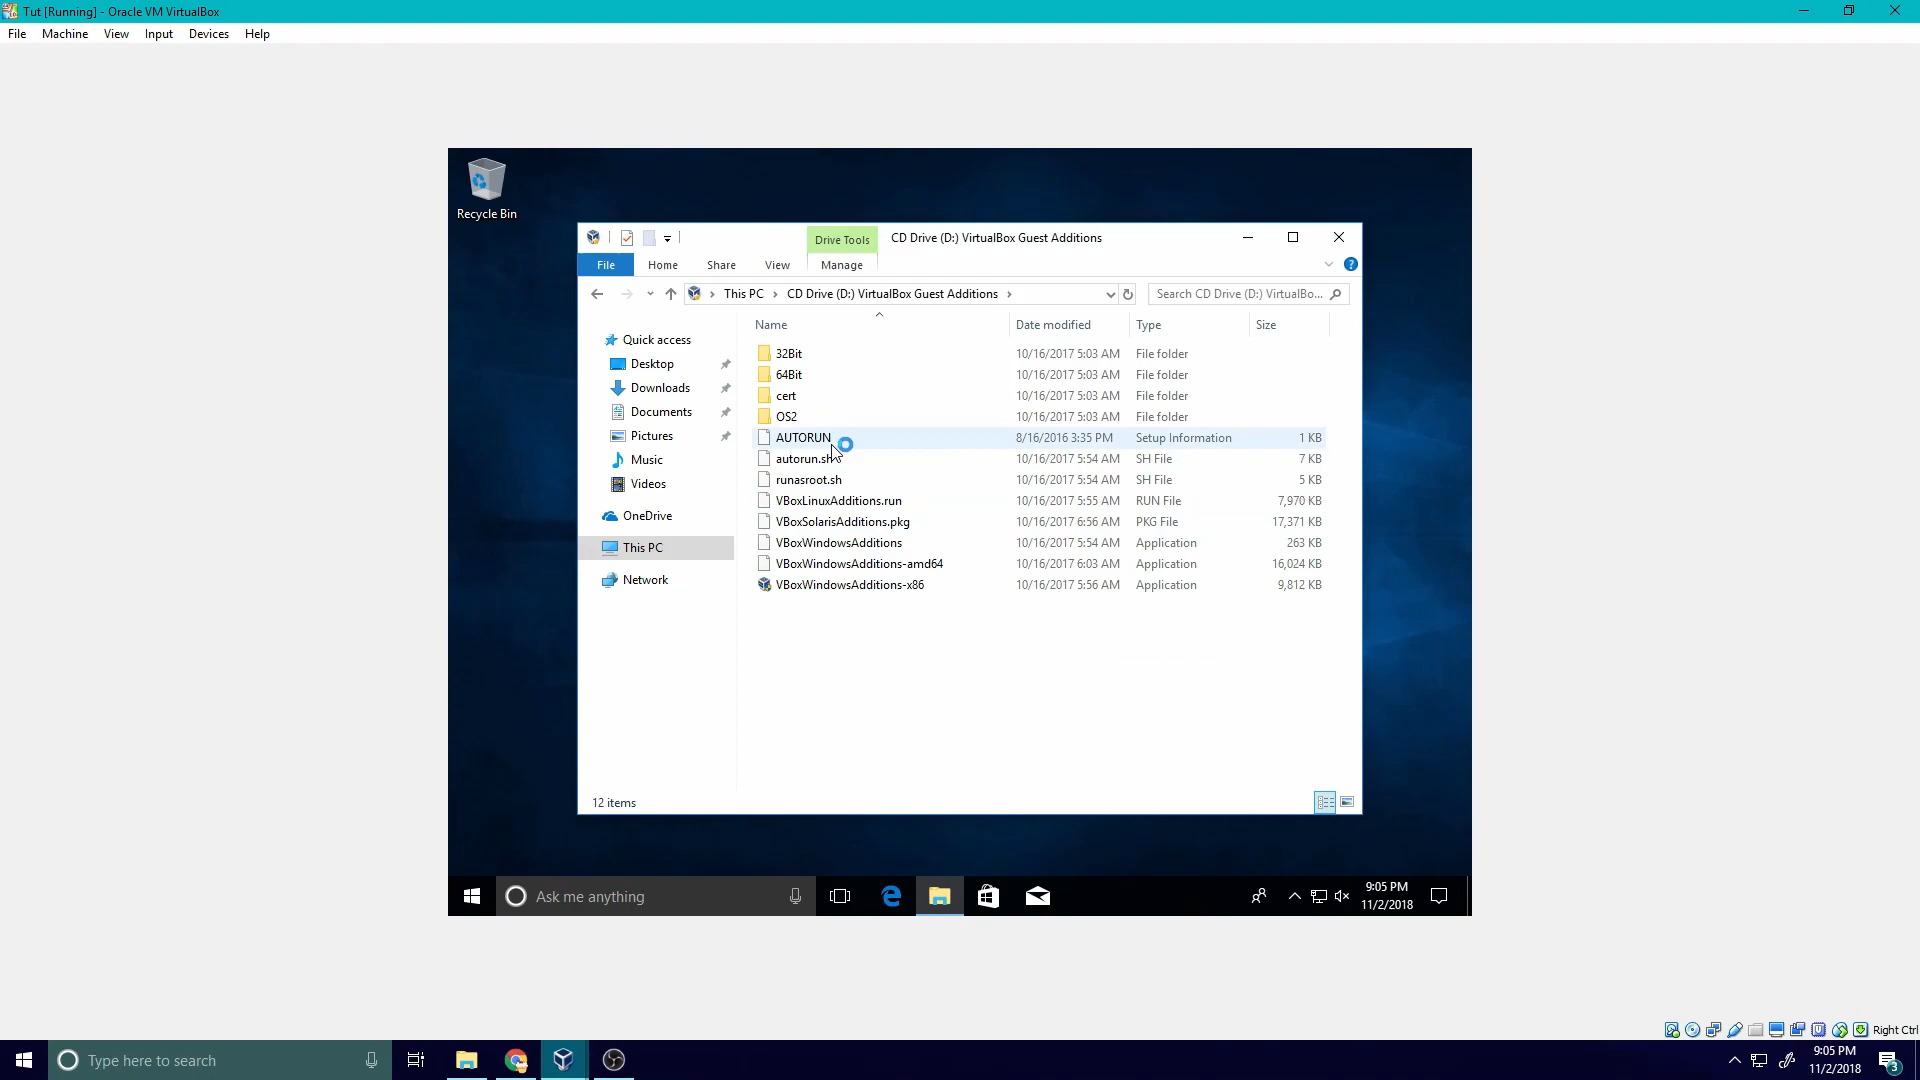 Tut [Running] - Oracle VM VirtualBox
File Machine View Input Devices Help
Recycle Bin
Drive Tools CD Drive (D:) VirtualBox Guest Additions
File Home Share View Manage
This PC CD Drive (D:) VirtualBox Guest Additions Search CD Drive (D:) VirtualBo...
Name Date modified Type Size
Quick access
Desktop
Downloads
Documents
Pictures
Music
Videos
OneDrive
This PC
Network
32Bit 10/16/2017 5:03 AM File folder
64Bit 10/16/2017 5:03 AM File folder
cert 10/16/2017 5:03 AM File folder
OS2 10/16/2017 5:03 AM File folder
AUTORUN 8/16/2016 3:35 PM Setup Information 1 KB
autorun.sh 10/16/2017 5:54 AM SH File 7 KB
runasroot.sh 10/16/2017 5:54 AM SH File 5 KB
VBoxLinuxAdditions.run 10/16/2017 5:55 AM RUN File 7,970 KB
VBoxSolarisAdditions.pkg 10/16/2017 6:56 AM PKG File 17,371 KB
VBoxWindowsAdditions 10/16/2017 5:54 AM Application 263 KB
VBoxWindowsAdditions-amd64 10/16/2017 6:03 AM Application 16,024 KB
VBoxWindowsAdditions-x86 10/16/2017 5:56 AM Application 9,812 KB
12 items
Ask me anything
9:05 PM
11/2/2018
Right Ctrl
Type here to search
9:05 PM
11/2/2018
3